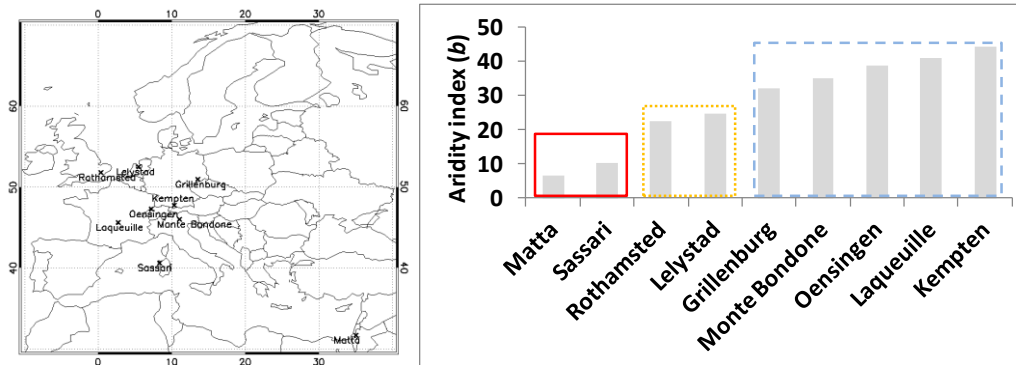 0 10 20 30
60 60
Lelystad
Rothamsted
Grillenburg
50 50
Kempten
Oensingen
Laqueuille Monte Bondone
Sassari
40 40
Matta
0 10 20 30
Aridity index (b)
50
40
30
20
10
0
Matta
Sassari
Rothamsted
Lelystad
Grillenburg
Monte Bondone
Oensingen
Laqueuille
Kempten